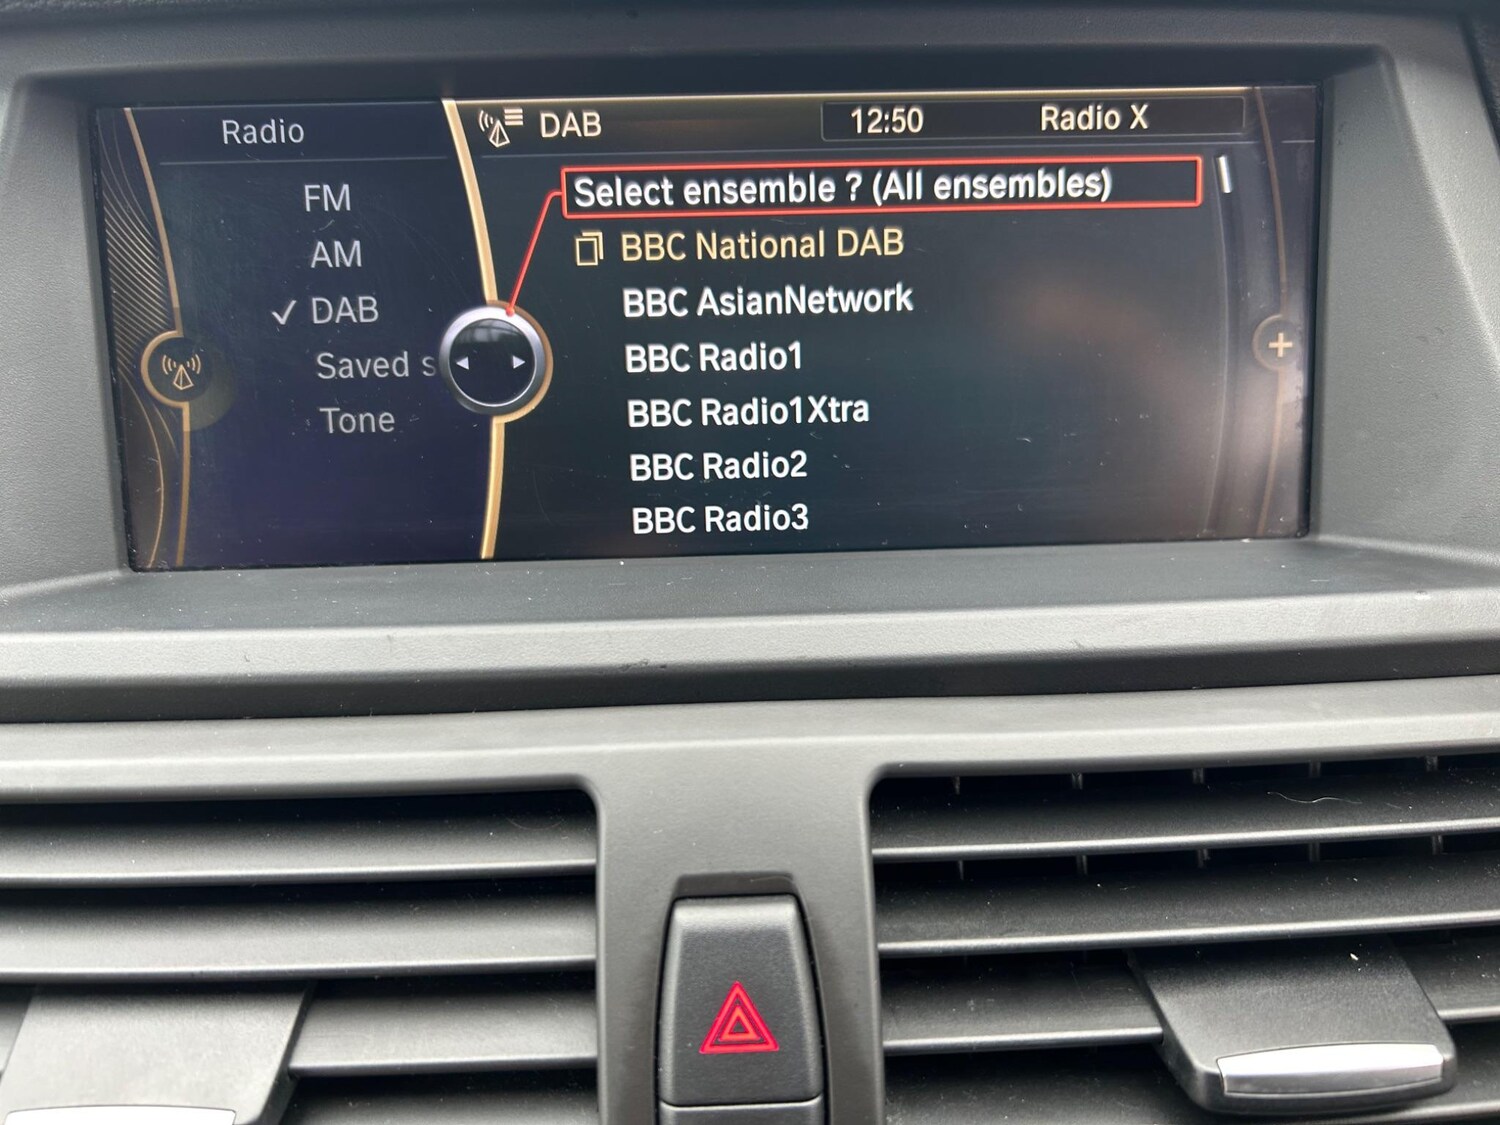 Radio
FM
AM
DAB
Saved s
Tone
DAB
12:50
Radio X
Select ensemble ? (All ensembles)
BBC National DAB
BBC AsianNetwork
BBC Radio1
BBC Radio1Xtra
BBC Radio2
BBC Radio3